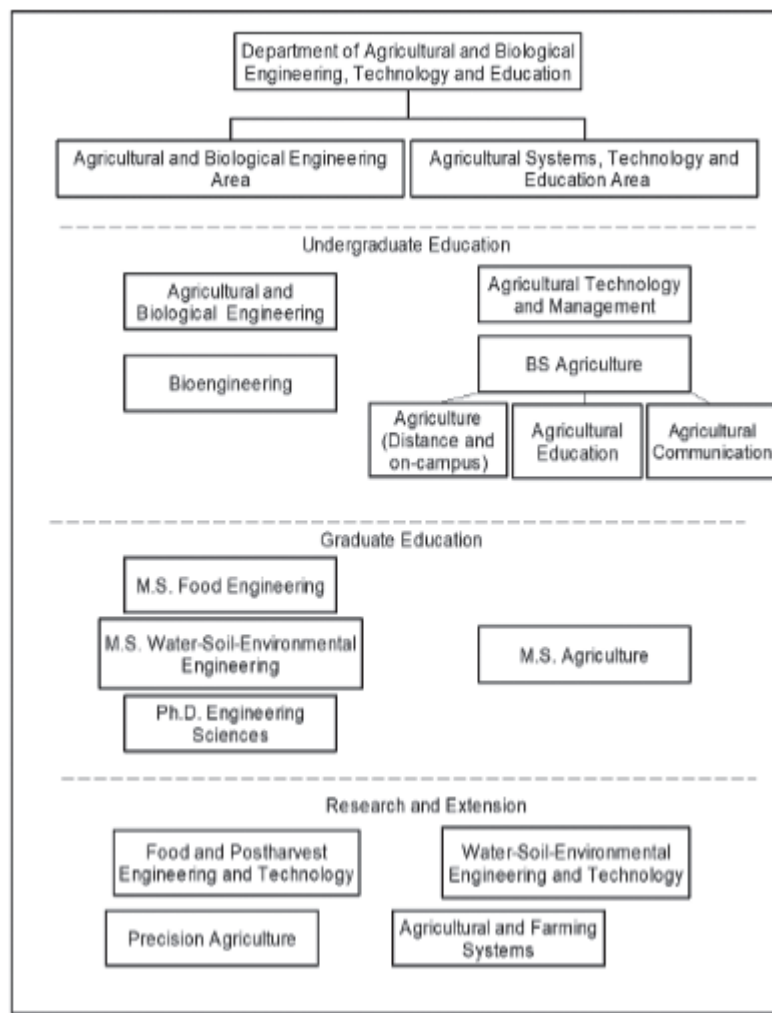 Department of Agricultural and Biological
Engineering, Technology and Education
Agricultural and Biological Engineering
Area
Agricultural Systems, Technology and
Education Area
Undergraduate Education
Agricultural and
Biological Engineering
Agricultural Technology
and Management
Bioengineering
BS Agriculture
Agriculture
(Distance and
on-campus)
Agricultural
Education
Agricultural
Communication
Graduate Education
M.S. Food Engineering
M.S. Water-Soil-Environmental
Engineering
M.S. Agriculture
Ph.D. Engineering
Sciences
Research and Extension
Food and Postharvest
Engineering and Technology
Water-Soil-Environmental
Engineering and Technology
Precision Agriculture
Agricultural and Farming
Systems